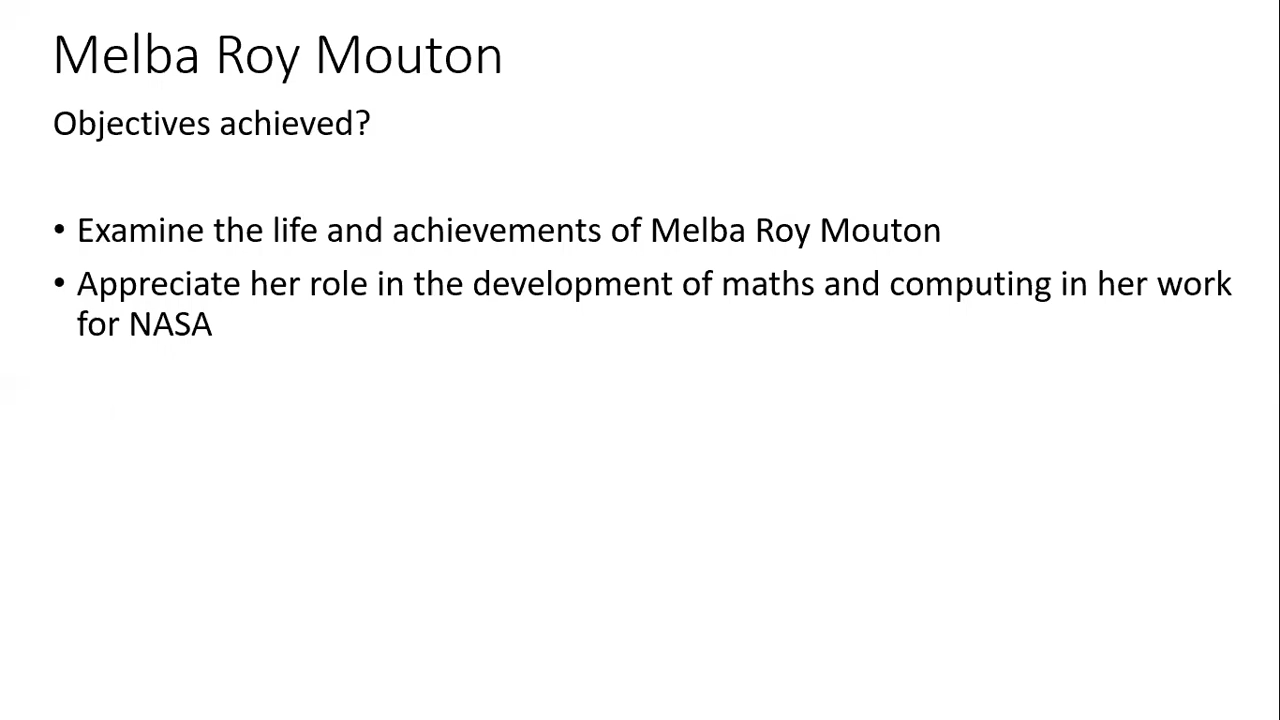 Melba Roy Mouton
Objectives achieved?
• Examine the life and achievements of Melba Roy Mouton
• Appreciate her role in the development of maths and computing in her work
for NASA